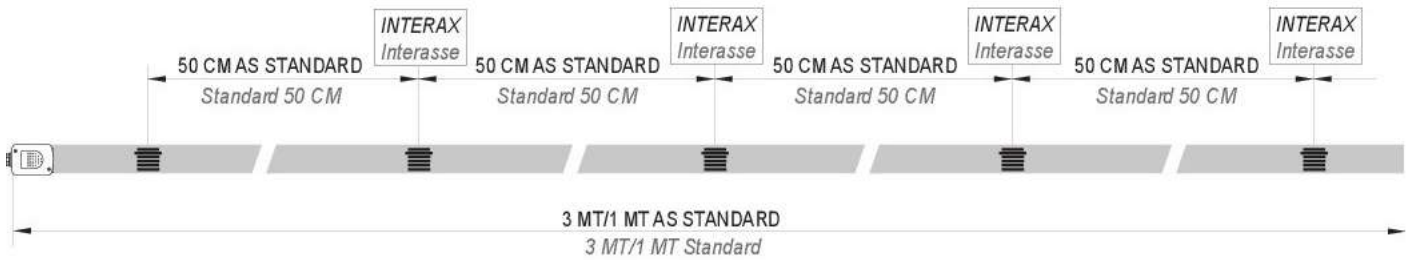 INTERAX
Interasse
INTERAX
Interasse
INTERAX
Interasse
INTERAX
Interasse
50 CM AS STANDARD
Standard 50 CM
50 CM AS STANDARD
Standard 50 CM
50 CM AS STANDARD
Standard 50 CM
50 CM AS STANDARD
Standard 50 CM
3 MT/1 MT AS STANDARD
3 MT/1 MT Standard